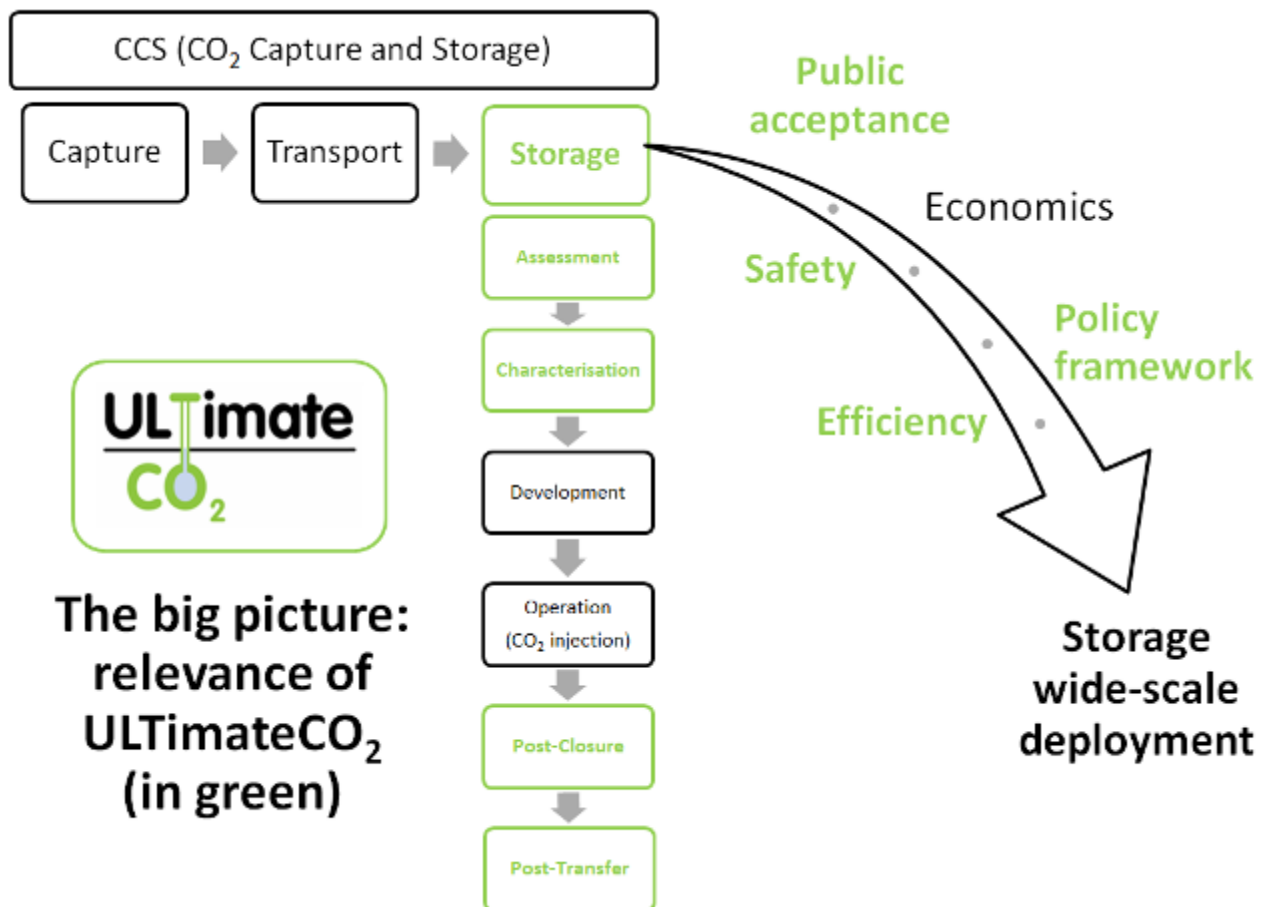 CCS (CO₂ Capture and Storage)
Capture
Transport
Storage
Assessment
Characterisation
Development
Operation
(CO₂ injection)
Post-Closure
Post-Transfer
Public
acceptance
Economics
Safety
Policy
framework
Efficiency
Storage
wide-scale
deployment
ULTimate
CO₂
The big picture:
relevance of
ULTimateCO₂
(in green)